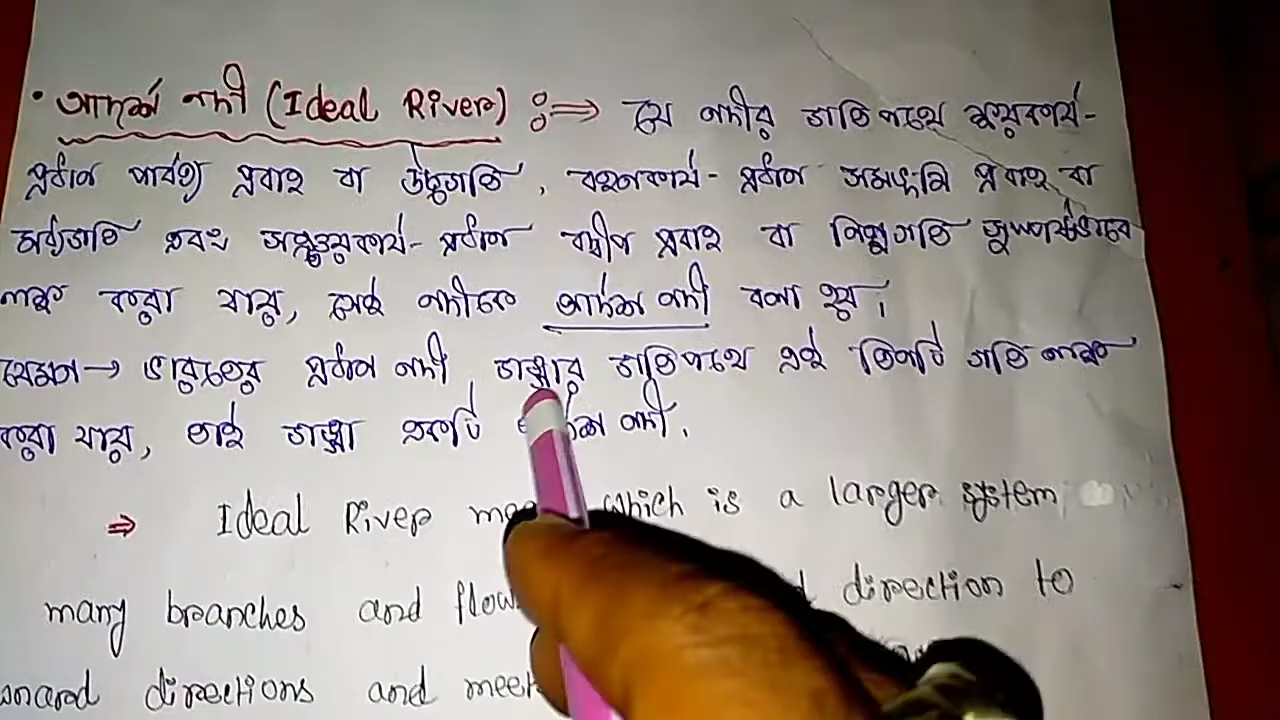 • আদর্শ নদী (Ideal River) :⇒ যে নদীর গতিপথে ক্ষয়কার্য-
প্রধান পার্বত্য প্রবাহ বা উচ্চগতি, বহনকার্য- প্রধান সমভূমি প্রবাহ বা
মধ্যগতি এবং সঞ্চয়কার্য- প্রধান বদ্বীপ প্রবাহ বা নিম্নগতি সুস্পষ্টভাবে
লক্ষ করা যায়, সেই নদীকে আদর্শ নদী বলা হয়।
যেমন → ভারতের প্রধান নদী গঙ্গার গতিপথে এই তিনটি গতি লক্ষ
করা যায়, তাই গঙ্গা একটি নদী.
⇒ Ideal River which is a larger system
many branches and direction to
directions and